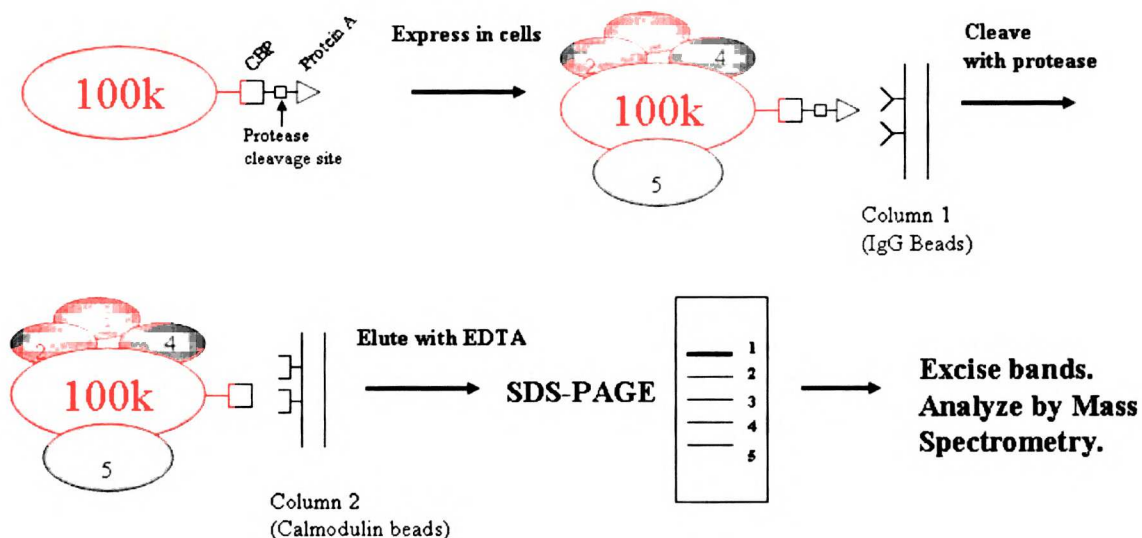 100k
CBP
Protein A
Protease
cleavage site
Express in cells
2
4
100k
5
Column 1
(IgG Beads)
Cleave
with protease
2
4
100k
5
Column 2
(Calmodulin beads)
Elute with EDTA
SDS-PAGE
1
2
3
4
5
Excise bands.
Analyze by Mass
Spectrometry.